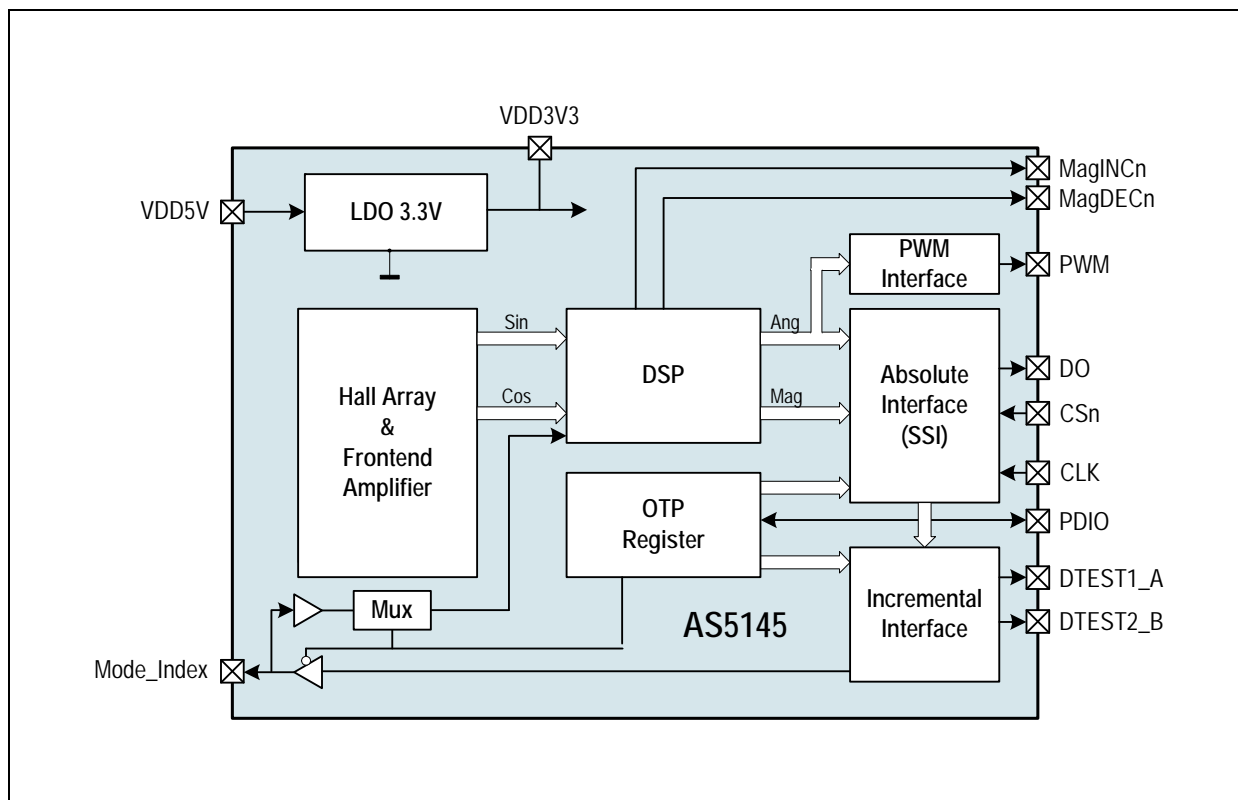 VDD3V3
MagINCn
VDD5V
LDO 3.3V
MagDECn
PWM
Interface
PWM
Sin
Ang
Hall Array
&
Frontend
Amplifier
Cos
DSP
Mag
Absolute
Interface
(SSI)
DO
CSn
CLK
OTP
Register
PDIO
Mux
AS5145
Incremental
Interface
DTEST1_A
DTEST2_B
Mode_Index